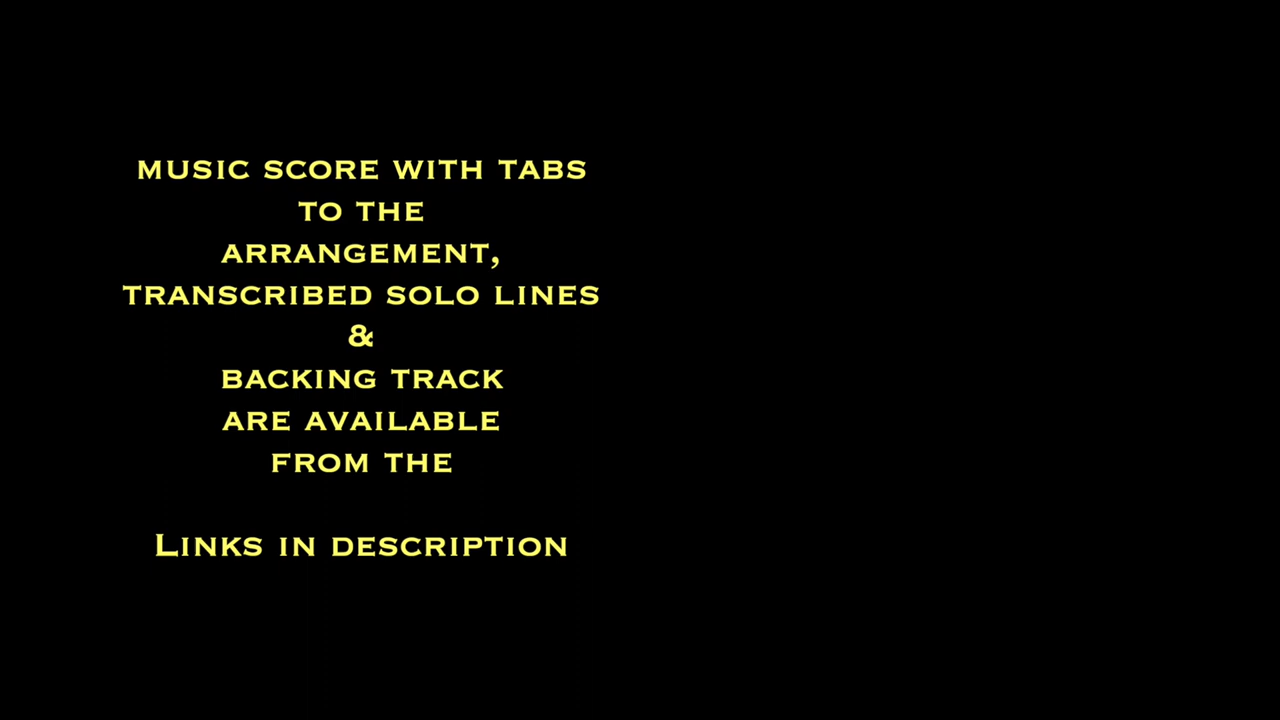 MUSIC SCORE WITH TABS
TO THE
ARRANGEMENT,
TRANSCRIBED SOLO LINES
&
BACKING TRACK
ARE AVAILABLE
FROM THE
LINKS IN DESCRIPTION